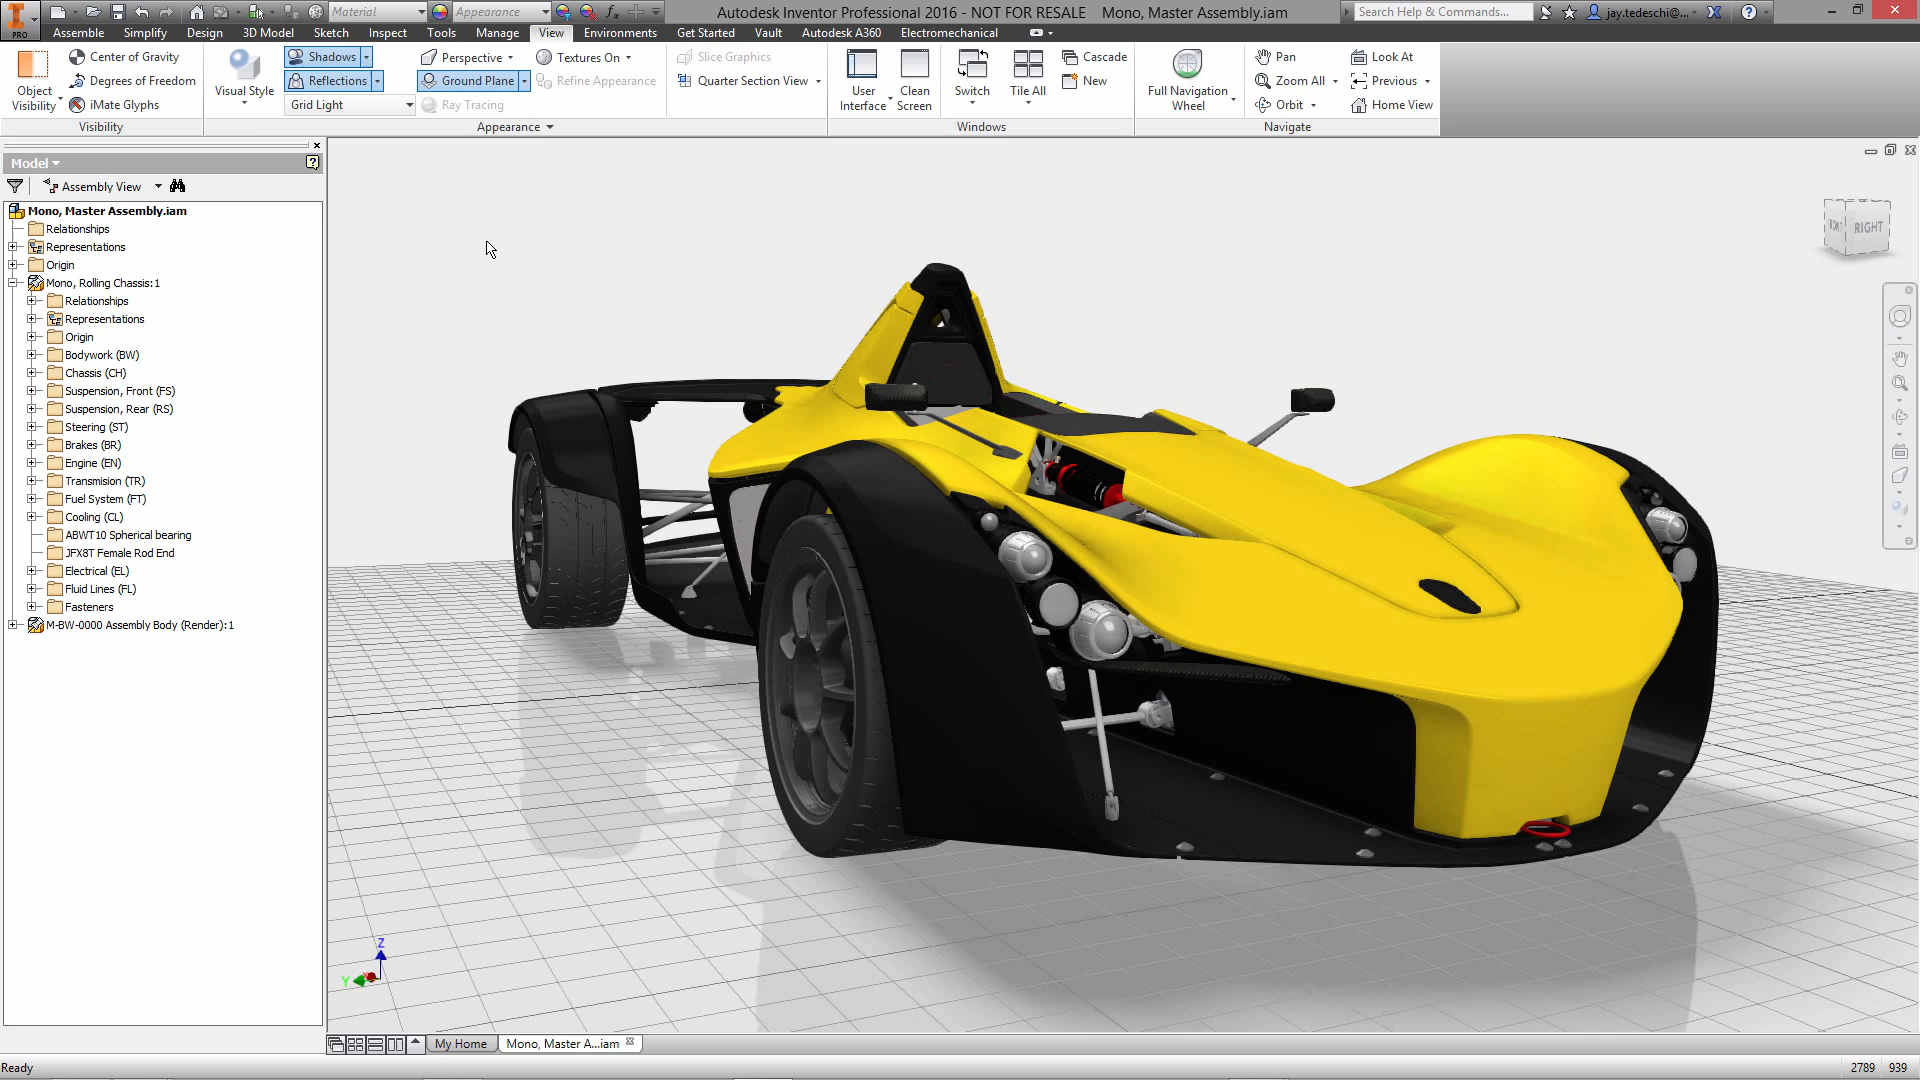 Material
Appearance
Autodesk Inventor Professional 2016 - NOT FOR RESALE    Mono, Master Assembly.iam
Search Help & Commands...
jay.tedeschi@...
PRO
Assemble
Simplify
Design
3D Model
Sketch
Inspect
Tools
Manage
View
Environments
Get Started
Vault
Autodesk A360
Electromechanical
Object Visibility
Center of Gravity
Degrees of Freedom
iMate Glyphs
Visibility
Visual Style
Shadows
Reflections
Grid Light
Perspective
Ground Plane
Ray Tracing
Textures On
Refine Appearance
Appearance
Slice Graphics
Quarter Section View
User Interface
Clean Screen
Switch
Tile All
Cascade
New
Windows
Full Navigation Wheel
Pan
Zoom All
Orbit
Look At
Previous
Home View
Navigate
Model
Assembly View
Mono, Master Assembly.iam
Relationships
Representations
Origin
Mono, Rolling Chassis:1
Relationships
Representations
Origin
Bodywork (BW)
Chassis (CH)
Suspension, Front (FS)
Suspension, Rear (RS)
Steering (ST)
Brakes (BR)
Engine (EN)
Transmision (TR)
Fuel System (FT)
Cooling (CL)
ABWT10 Spherical bearing
JFX8T Female Rod End
Electrical (EL)
Fluid Lines (FL)
Fasteners
M-BW-0000 Assembly Body (Render):1
FRONT
RIGHT
Z
Y
X
My Home
Mono, Master A...iam
Ready
2789
939